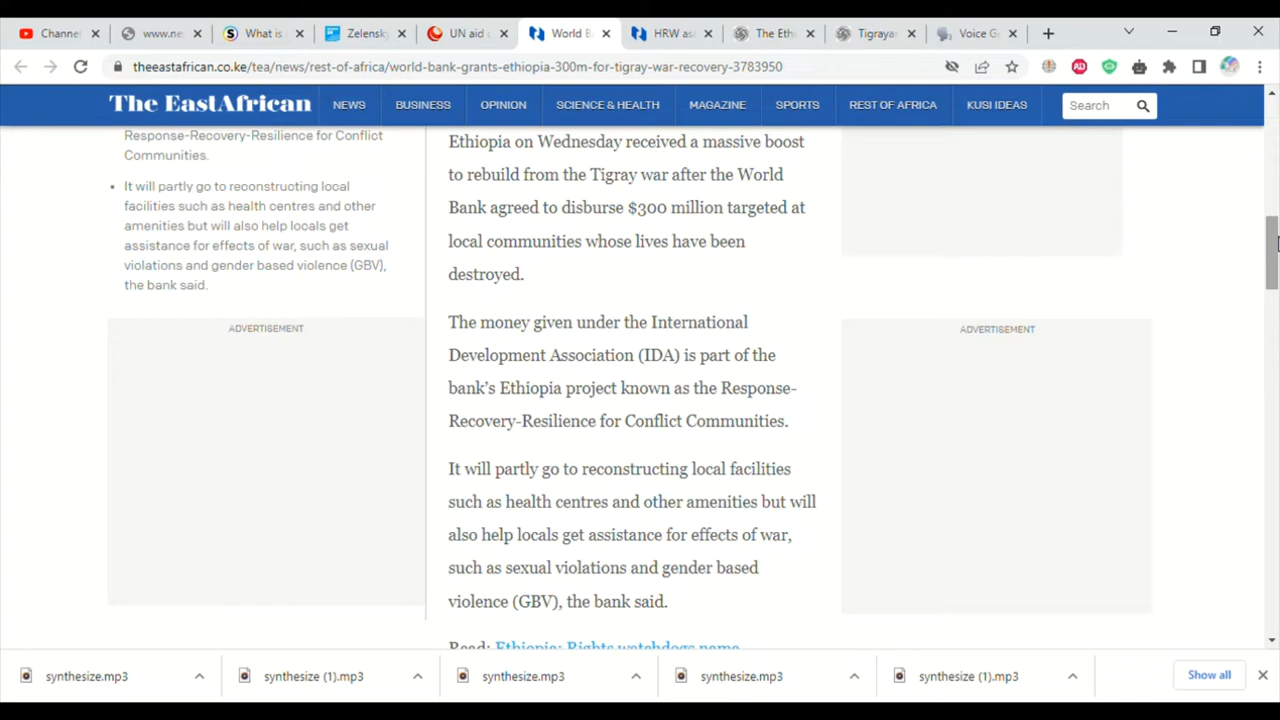 Channel
www.ne
What is
Zelensk
UN aid c
World B
HRW as
The Eth
Tigraya
Voice G
theeastafrican.co.ke/tea/news/rest-of-africa/world-bank-grants-ethiopia-300m-for-tigray-war-recovery-3783950
The EastAfrican
NEWS
BUSINESS
OPINION
SCIENCE & HEALTH
MAGAZINE
SPORTS
REST OF AFRICA
KUSI IDEAS
Search
Response-Recovery-Resilience for Conflict
Communities.
• It will partly go to reconstructing local
facilities such as health centres and other
amenities but will also help locals get
assistance for effects of war, such as sexual
violations and gender based violence (GBV),
the bank said.
ADVERTISEMENT
Ethiopia on Wednesday received a massive boost
to rebuild from the Tigray war after the World
Bank agreed to disburse $300 million targeted at
local communities whose lives have been
destroyed.
The money given under the International
Development Association (IDA) is part of the
bank's Ethiopia project known as the Response-
Recovery-Resilience for Conflict Communities.
It will partly go to reconstructing local facilities
such as health centres and other amenities but will
also help locals get assistance for effects of war,
such as sexual violations and gender based
violence (GBV), the bank said.
Read: Ethiopia: Rights watchdogs name
ADVERTISEMENT
synthesize.mp3
synthesize (1).mp3
synthesize.mp3
synthesize.mp3
synthesize (1).mp3
Show all